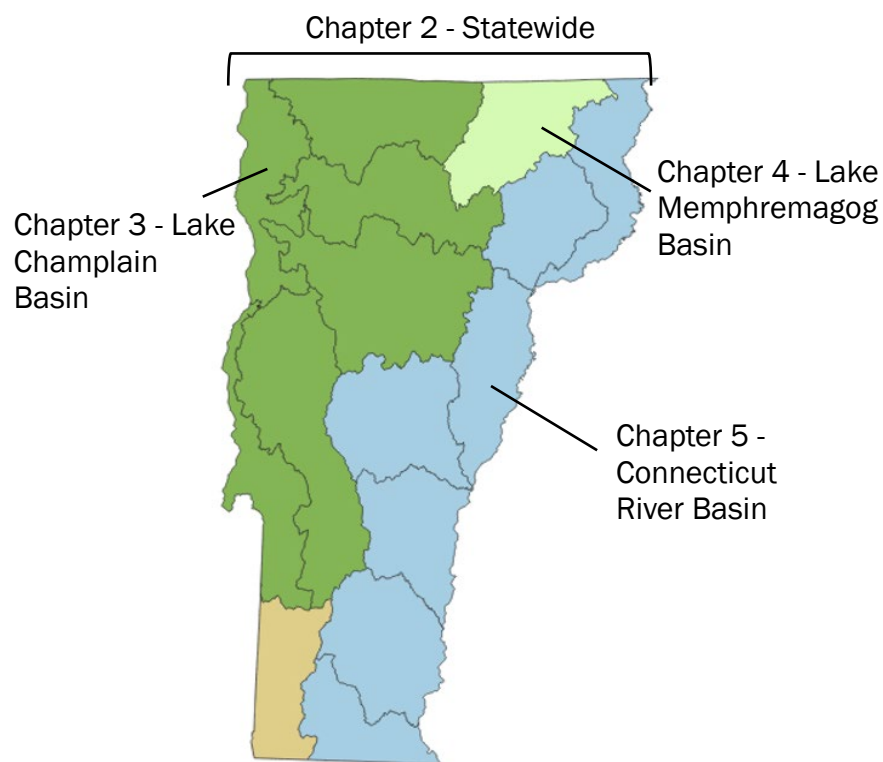 Chapter 2 - Statewide
Chapter 3 - Lake
Champlain
Basin
Chapter 4 - Lake
Memphremagog
Basin
Chapter 5 -
Connecticut
River Basin